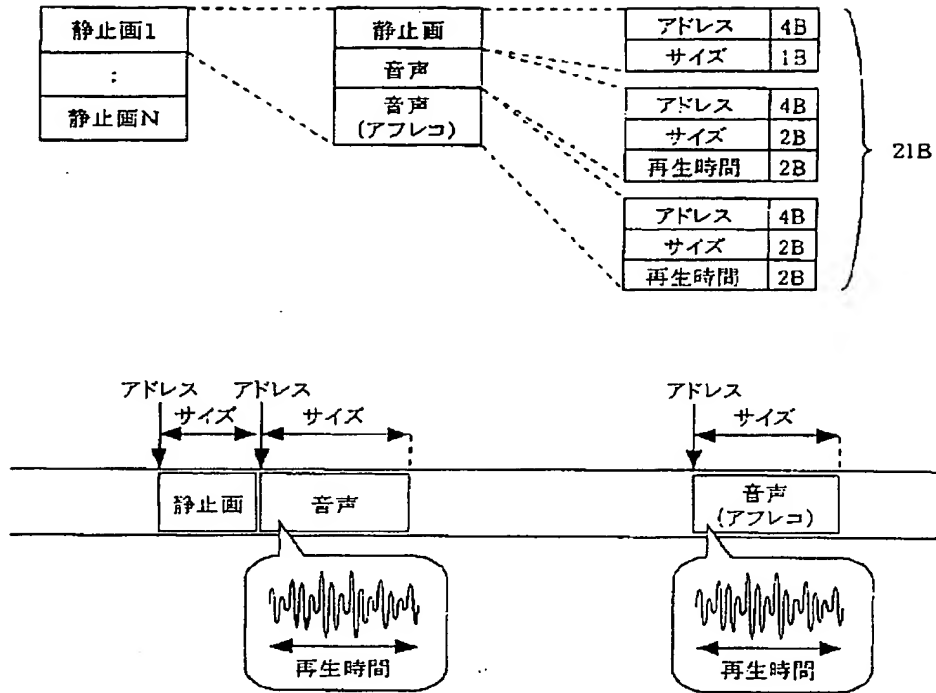 静止画1
:
静止画N
静止画
音声
音声
(アフレコ)
アドレス 4B
サイズ 1B
アドレス 4B
サイズ 2B
再生時間 2B
アドレス 4B
サイズ 2B
再生時間 2B
21B
アドレス アドレス アドレス
サイズ サイズ サイズ
静止画 音声 音声
(アフレコ)
再生時間 再生時間